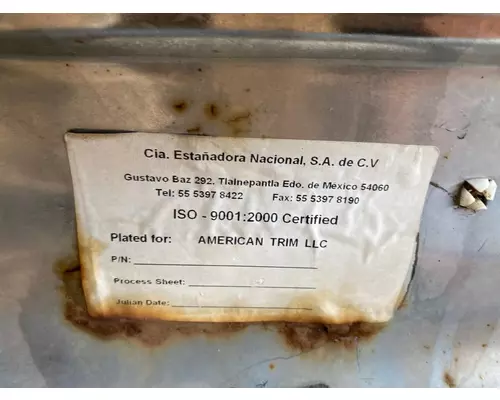 Cia. Estañadora Nacional, S.A. de C.V
Gustavo Baz 292, Tlalnepantla Edo. de México 54060
Tel: 55 5397 8422 Fax: 55 5397 8190
ISO - 9001:2000 Certified
Plated for: AMERICAN TRIM LLC
P/N:
Process Sheet:
Julian Date: